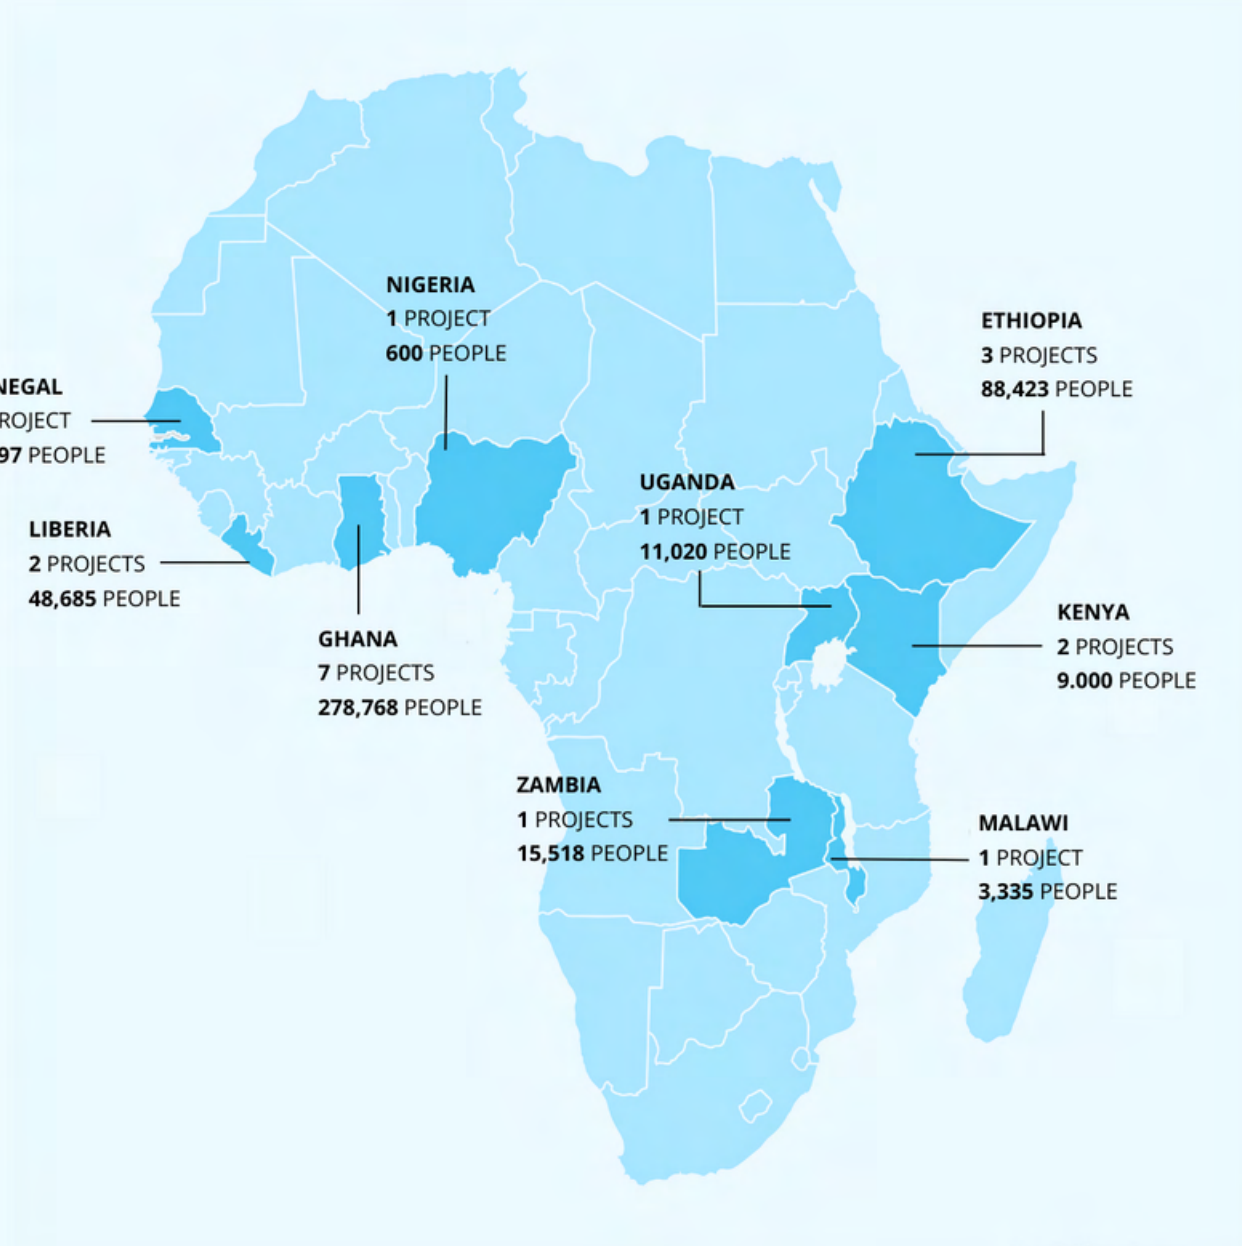 NIGERIA
1 PROJECT
600 PEOPLE
ETHIOPIA
3 PROJECTS
88,423 PEOPLE
NEGAL
ROJECT
97 PEOPLE
UGANDA
1 PROJECT
11,020 PEOPLE
LIBERIA
2 PROJECTS
48,685 PEOPLE
GHANA
7 PROJECTS
278,768 PEOPLE
KENYA
2 PROJECTS
9.000 PEOPLE
ZAMBIA
1 PROJECTS
15,518 PEOPLE
MALAWI
1 PROJECT
3,335 PEOPLE